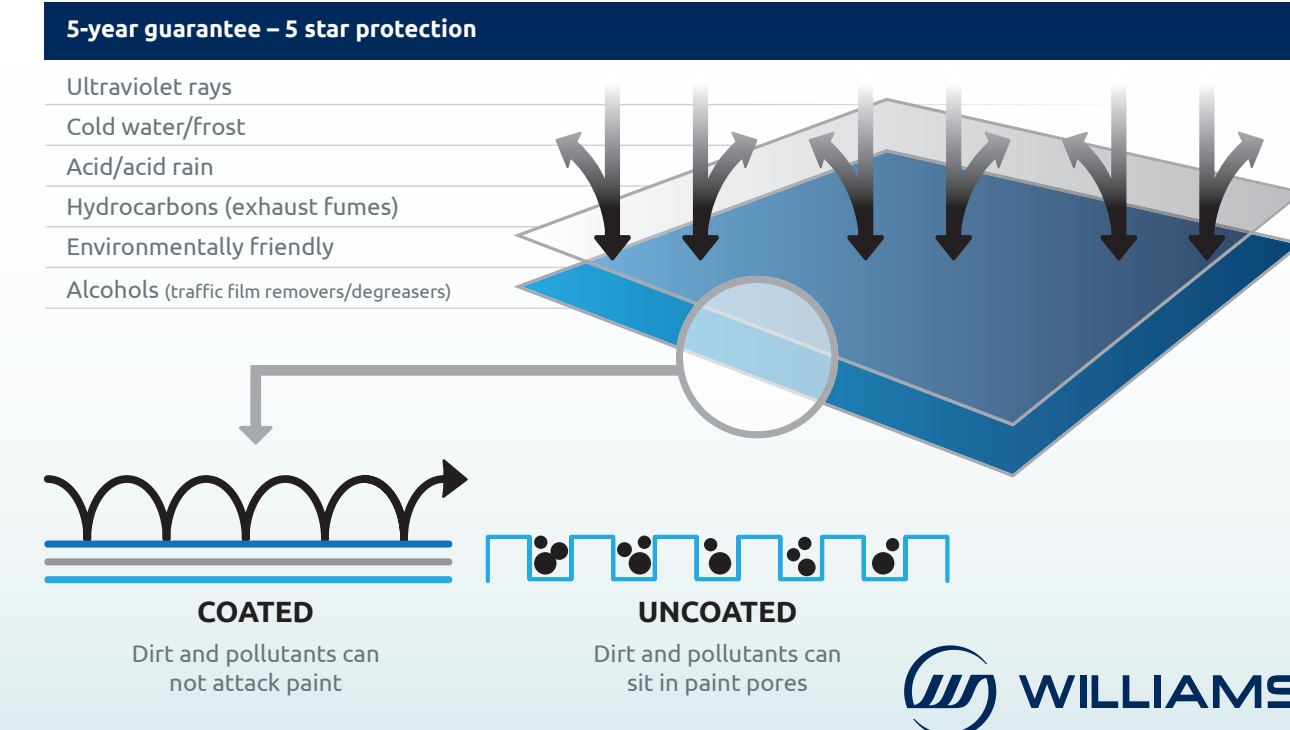 5-year guarantee – 5 star protection
Ultraviolet rays
Cold water/frost
Acid/acid rain
Hydrocarbons (exhaust fumes)
Environmentally friendly
Alcohols (traffic film removers/degreasers)
COATED
Dirt and pollutants can
not attack paint
UNCOATED
Dirt and pollutants can
sit in paint pores
WILLIAMS